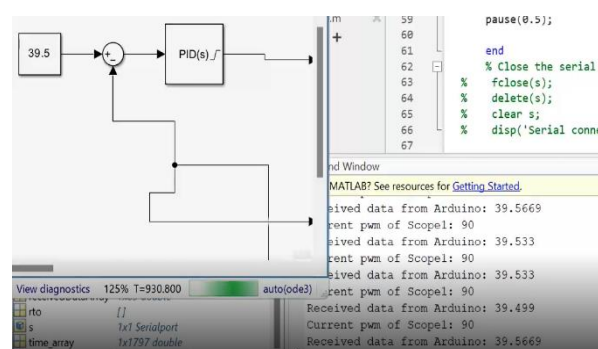 39.5
PID(s)
View diagnostics 125% T=930.800 auto(ode3)
rto []
s 1x1 Serialport
time_array 1x1797 double
.m
59 pause(0.5);
60
61 end
62 % Close the serial
63 % fclose(s);
64 % delete(s);
65 % clear s;
66 % disp('Serial conne
67
nd Window
MATLAB? See resources for Getting Started.
eived data from Arduino: 39.5669
rent pwm of Scope1: 90
eived data from Arduino: 39.533
rent pwm of Scope1: 90
eived data from Arduino: 39.533
rent pwm of Scope1: 90
Received data from Arduino: 39.499
Current pwm of Scope1: 90
Received data from Arduino: 39.5669